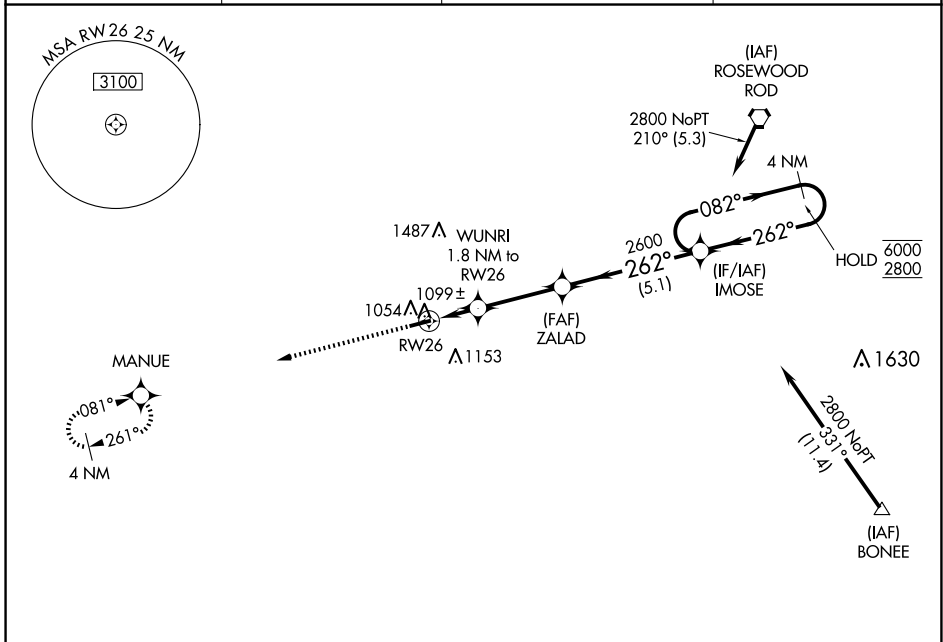 MSA RW26 25 NM
3100
(IAF)
ROSEWOOD
ROD
2800 NoPT
210° (5.3)
4 NM
082°
262°
HOLD
6000
2800
(IF/IAF)
IMOSE
2600
262°
(5.1)
1487
WUNRI
1.8 NM to
RW26
1099±
1054
RW26
1153
(FAF)
ZALAD
MANUE
081°
261°
4 NM
1630
2800 NoPT
331°
(11.4)
(IAF)
BONEE